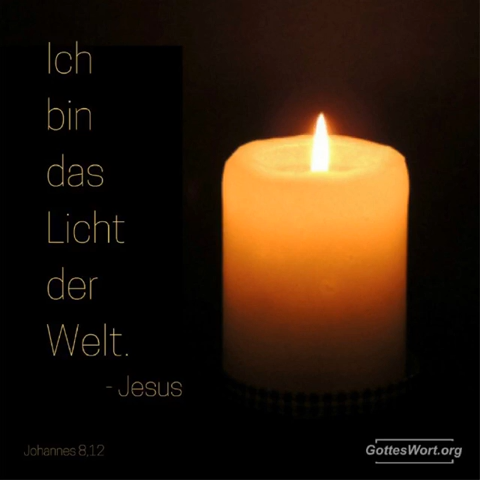 Ich
bin
das
Licht
der
Welt.
- Jesus
Johannes 8,12
GottesWort.org